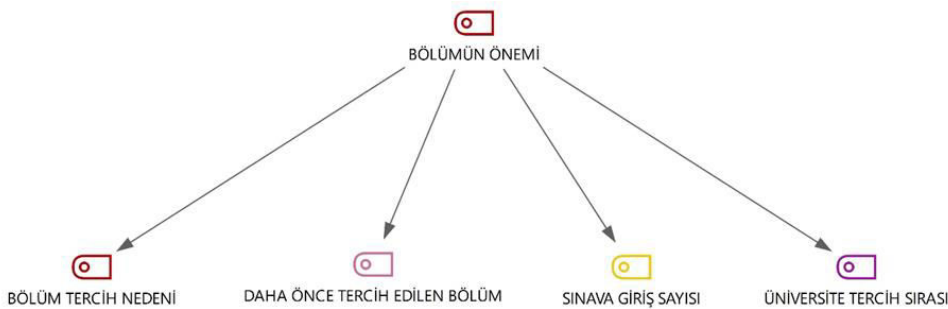 BÖLÜMÜN ÖNEMİ
BÖLÜM TERCİH NEDENİ
DAHA ÖNCE TERCİH EDİLEN BÖLÜM
SINAVA GİRİŞ SAYISI
ÜNİVERSİTE TERCİH SIRASI